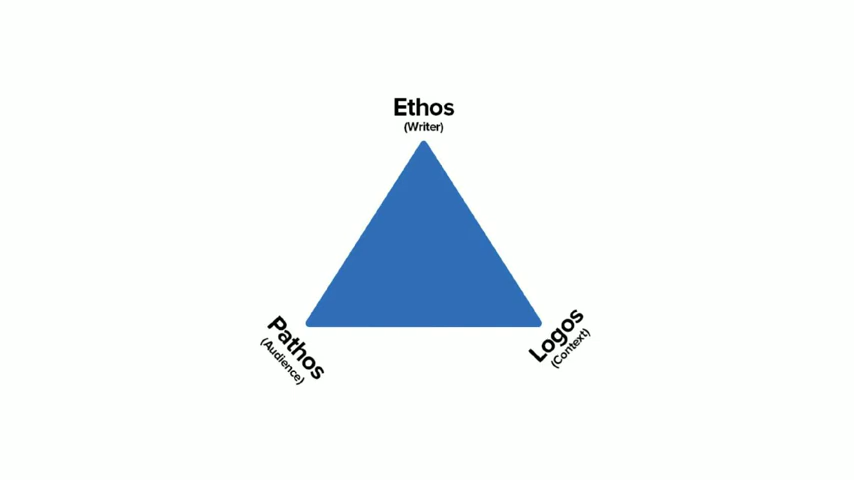 Ethos
(Writer)
Pathos
(Audience)
Logos
(Context)